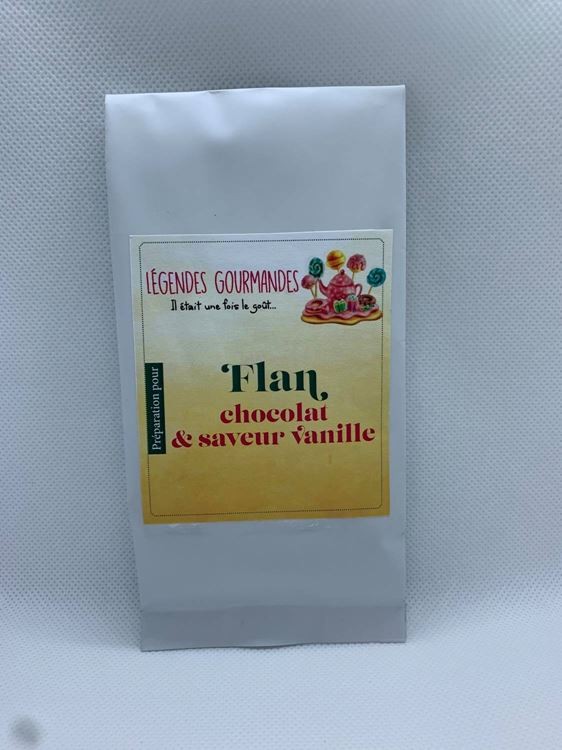 LÉGENDES GOURMANDES
Il était une fois le goût...
Préparation pour
Flan
chocolat
& saveur vanille